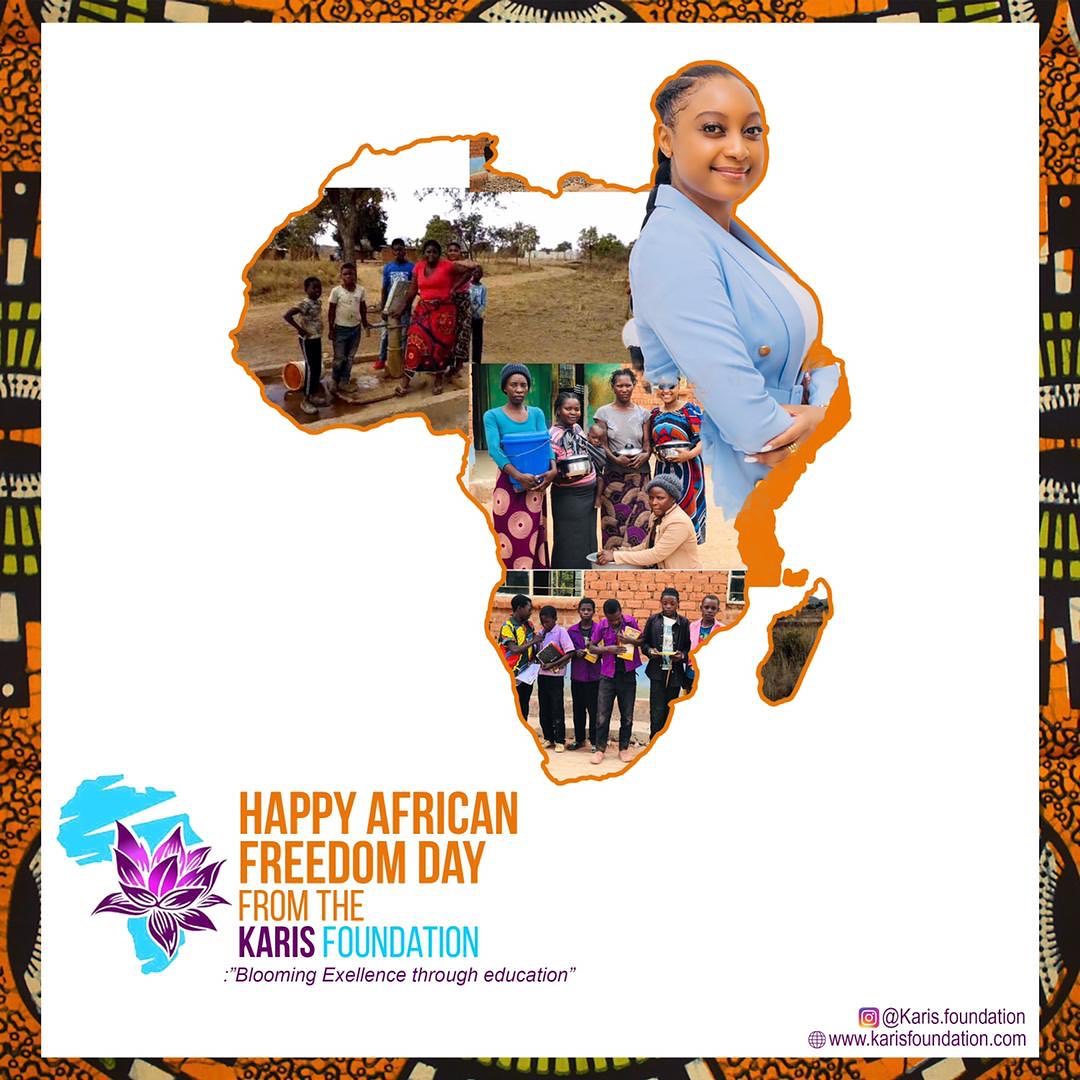 HAPPY AFRICAN
FREEDOM DAY
FROM THE
KARIS FOUNDATION
:"Blooming Exellence through education"
@Karis.foundation
www.karisfoundation.com